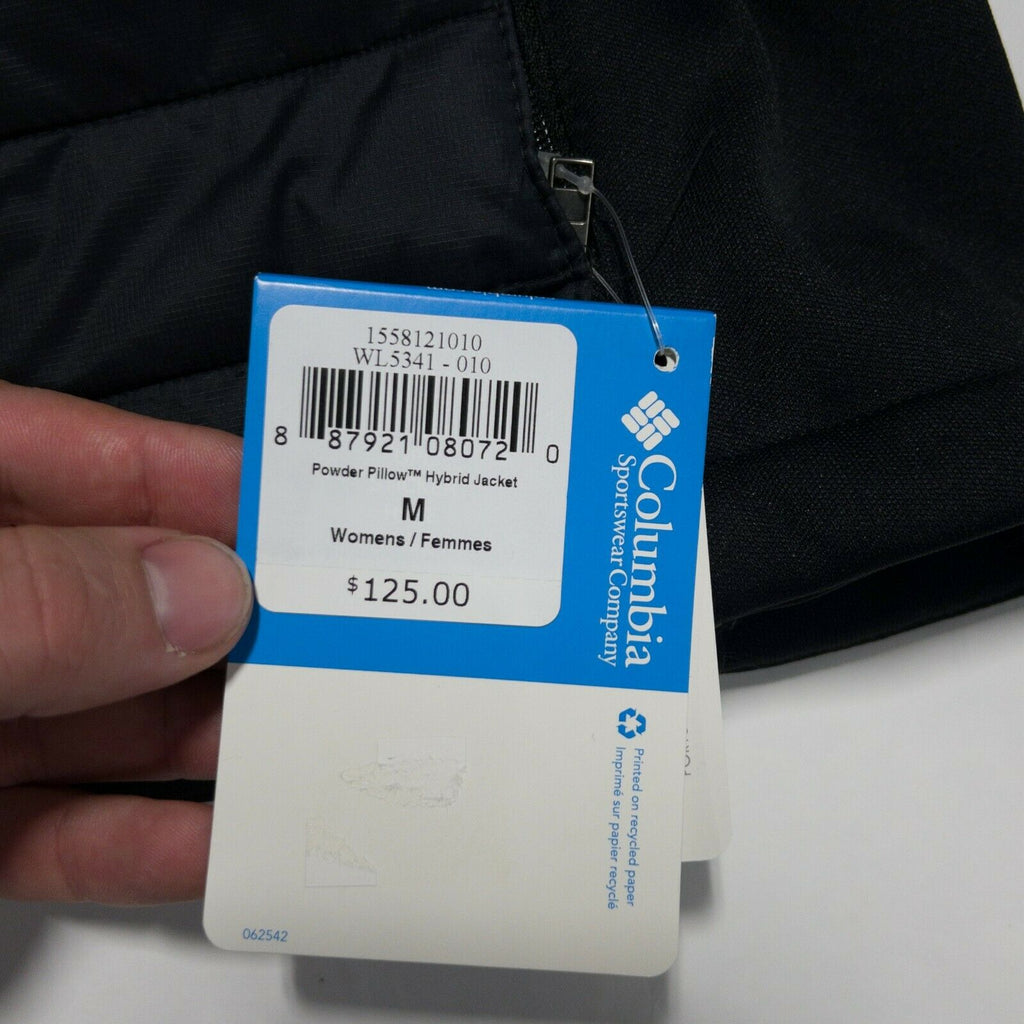 1558121010
WL5341 - 010
8 87921 08072 0
Powder Pillow™ Hybrid Jacket
M
Womens / Femmes
$125.00
Columbia
Sportswear Company
Printed on recycled paper
Imprimé sur papier recyclé
062542